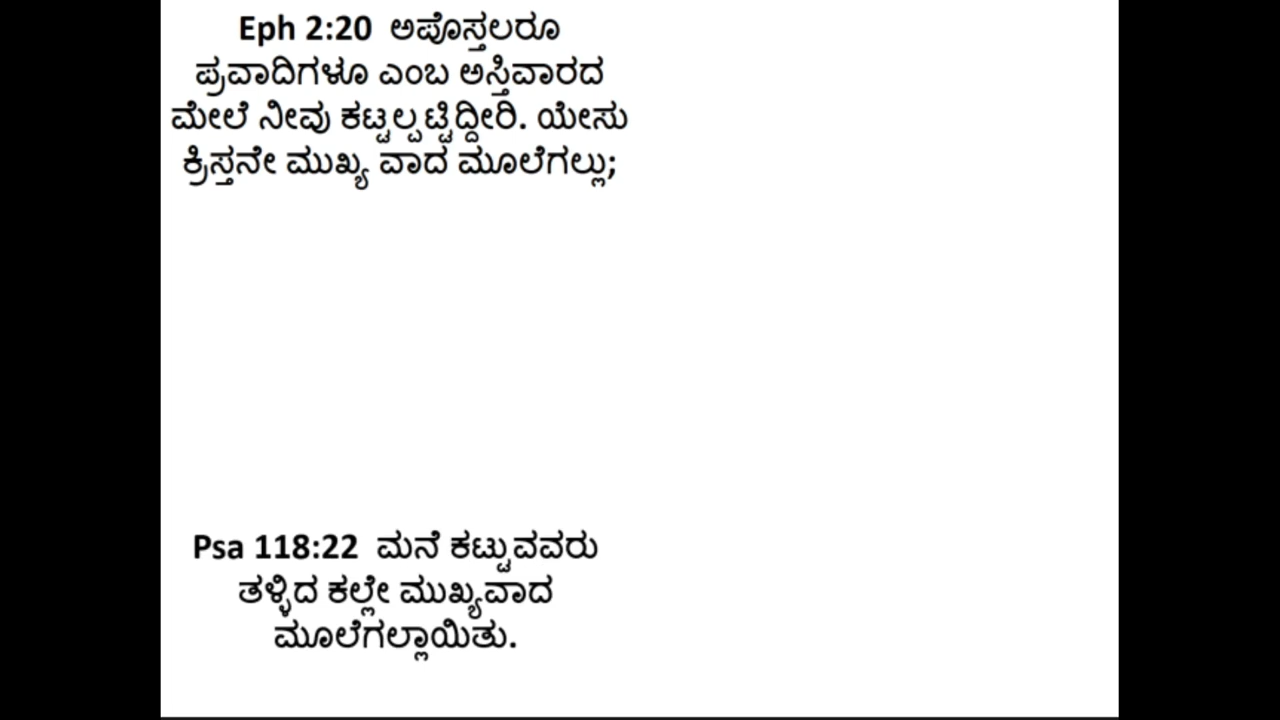 Eph 2:20 ಅಪೊಸ್ತಲರೂ
ಪ್ರವಾದಿಗಳೂ ಎಂಬ ಅಸ್ತಿವಾರದ
ಮೇಲೆ ನೀವು ಕಟ್ಟಲ್ಪಟ್ಟಿದ್ದೀರಿ. ಯೇಸು
ಕ್ರಿಸ್ತನೇ ಮುಖ್ಯ ವಾದ ಮೂಲೆಗಲ್ಲು;
Psa 118:22 ಮನೆ ಕಟ್ಟುವವರು
ತಳ್ಳಿದ ಕಲ್ಲೇ ಮುಖ್ಯವಾದ
ಮೂಲೆಗಲ್ಲಾಯಿತು.